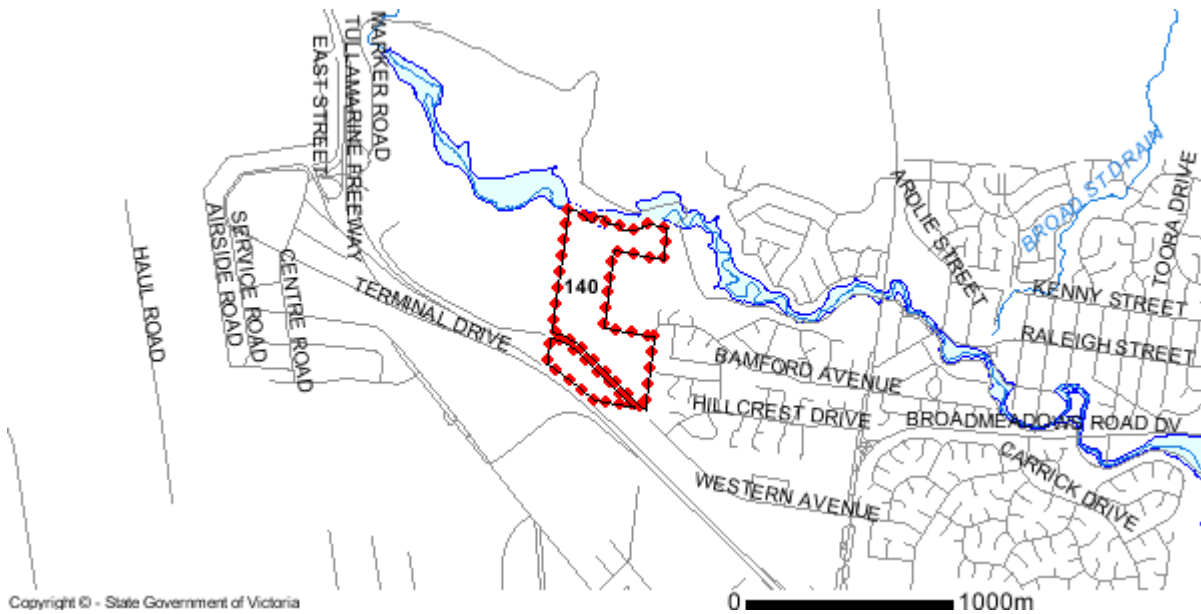 MARKER ROAD
TULLAMARINE FREEWAY
EAST STREET
BROAD ST DRAIN
TOORA DRIVE
ARDLIE STREET
HAUL ROAD
AIRSIDE ROAD
SERVICE ROAD
CENTRE ROAD
TERMINAL DRIVE
140
KENNY STREET
RALEIGH STREET
BAMFORD AVENUE
HILLCREST DRIVE
BROADMEADOWS ROAD DV
CARRICK DRIVE
WESTERN AVENUE
Copyright © - State Government of Victoria
0 1000m